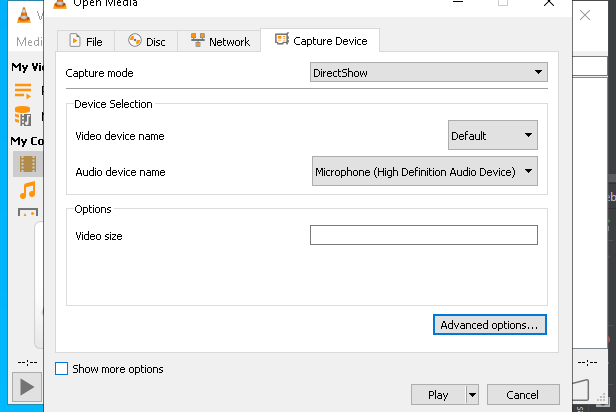 Open Media
V
Medi
File
Disc
Network
Capture Device
My Vi
Capture mode
DirectShow
Device Selection
Video device name
Default
My Co
Audio device name
Microphone (High Definition Audio Device)
Options
Video size
Advanced options...
--:--
Show more options
--:--
Play
Cancel